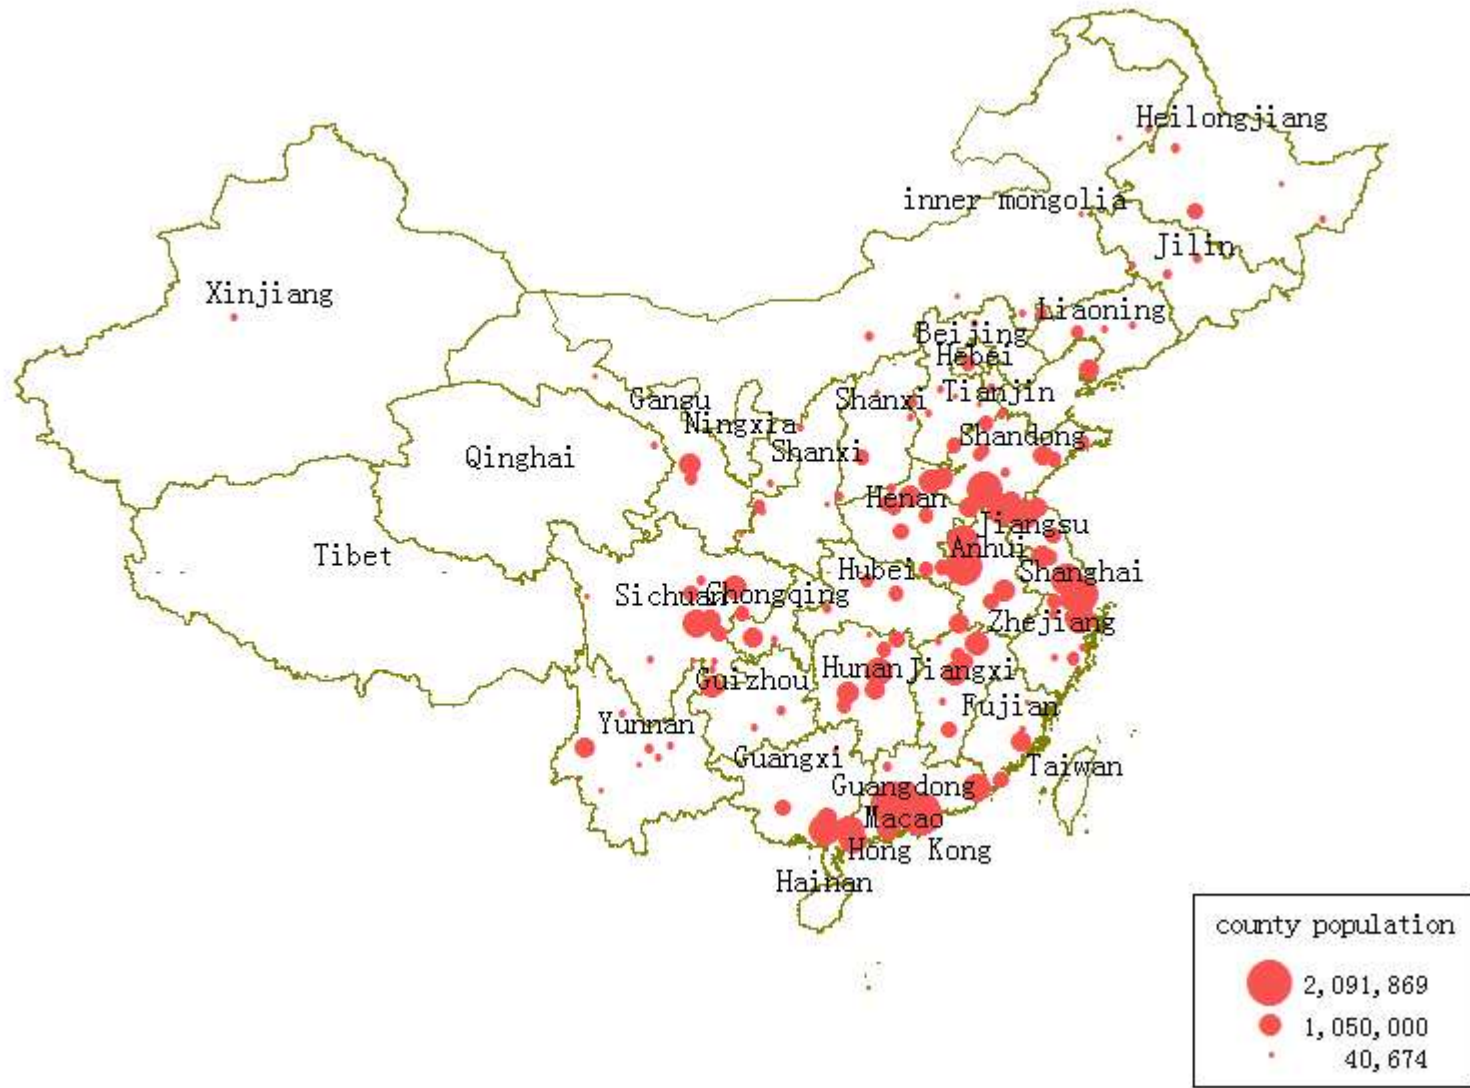 Heilongjiang
inner mongolia
Jilin
Xinjiang
Liaoning
Beijing
Hebei
Tianjin
Shanxi
Gansu
Ningxia
Shanxi
Shandong
Qinghai
Henan
Jiangsu
Tibet
Anhui
Hubei
Shanghai
Sichuan
Chongqing
Zhejiang
Hunan
Jiangxi
Guizhou
Fujian
Yunnan
Guangxi
Taiwan
Guangdong
Macao
Hong Kong
Hainan
county population
2,091,869
1,050,000
40,674